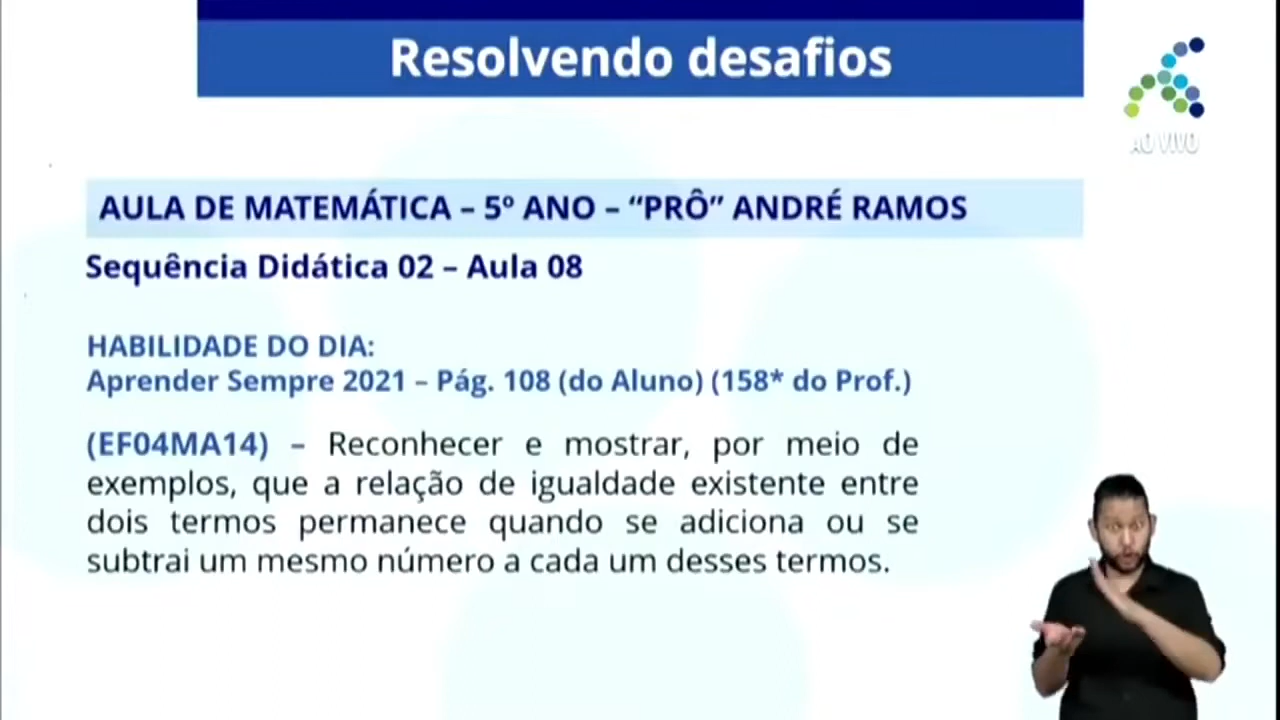 Resolvendo desafios
AO VIVO
AULA DE MATEMÁTICA – 5º ANO – “PRÔ” ANDRÉ RAMOS
Sequência Didática 02 – Aula 08
HABILIDADE DO DIA:
Aprender Sempre 2021 – Pág. 108 (do Aluno) (158* do Prof.)
(EF04MA14) – Reconhecer e mostrar, por meio de
exemplos, que a relação de igualdade existente entre
dois termos permanece quando se adiciona ou se
subtrai um mesmo número a cada um desses termos.